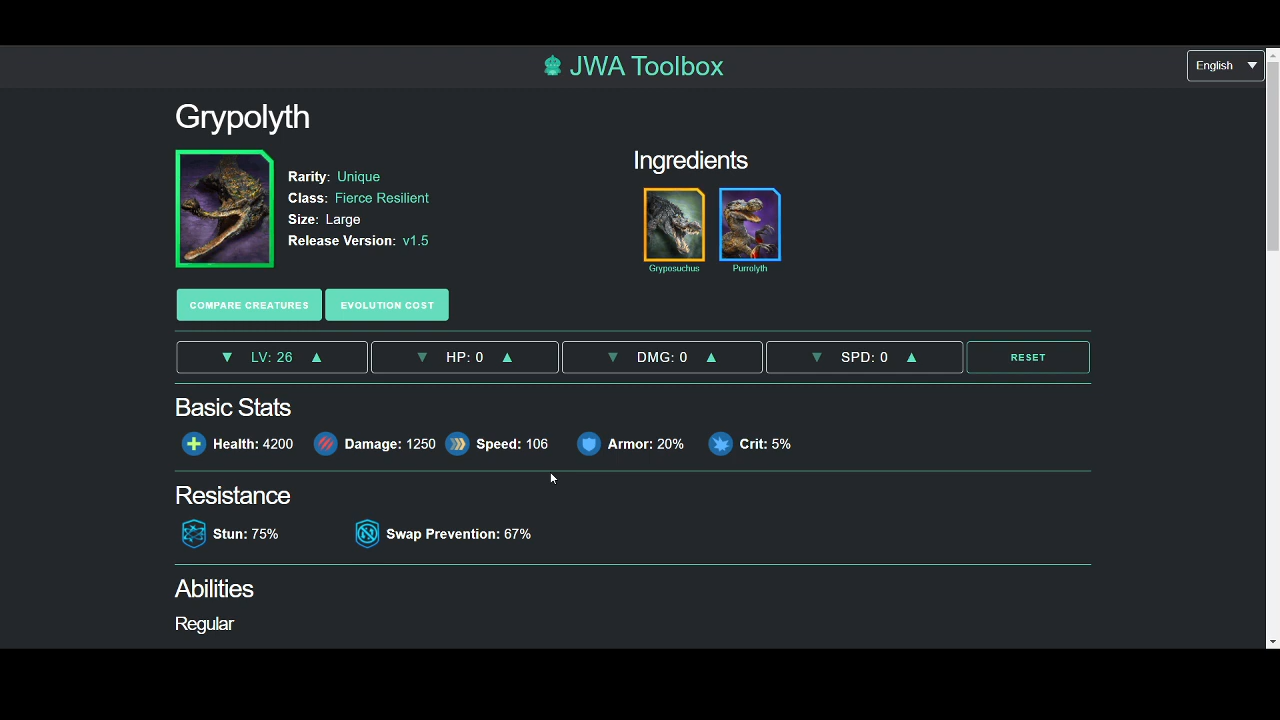 JWA Toolbox
English
Grypolyth
Rarity: Unique
Class: Fierce Resilient
Size: Large
Release Version: v1.5
Ingredients
Gryposuchus
Purrolyth
COMPARE CREATURES
EVOLUTION COST
LV: 26
HP: 0
DMG: 0
SPD: 0
RESET
Basic Stats
Health: 4200
Damage: 1250
Speed: 106
Armor: 20%
Crit: 5%
Resistance
Stun: 75%
Swap Prevention: 67%
Abilities
Regular